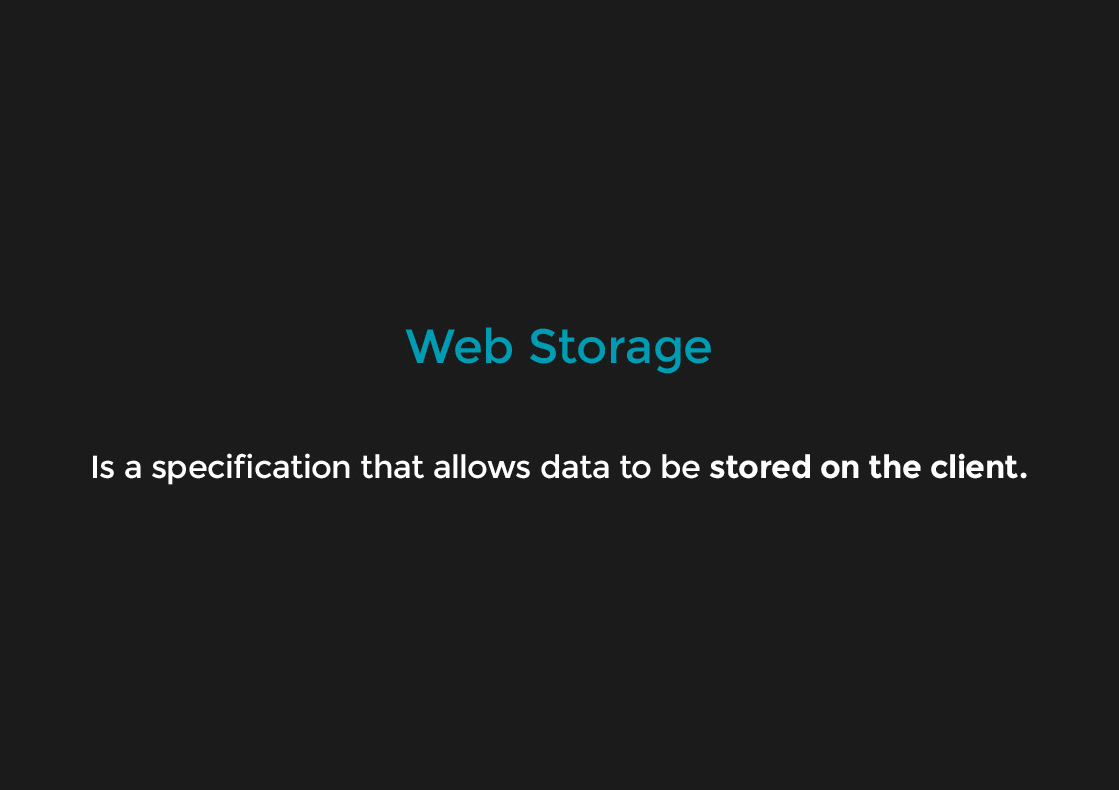 Web Storage
Is a specification that allows data to be stored on the client.